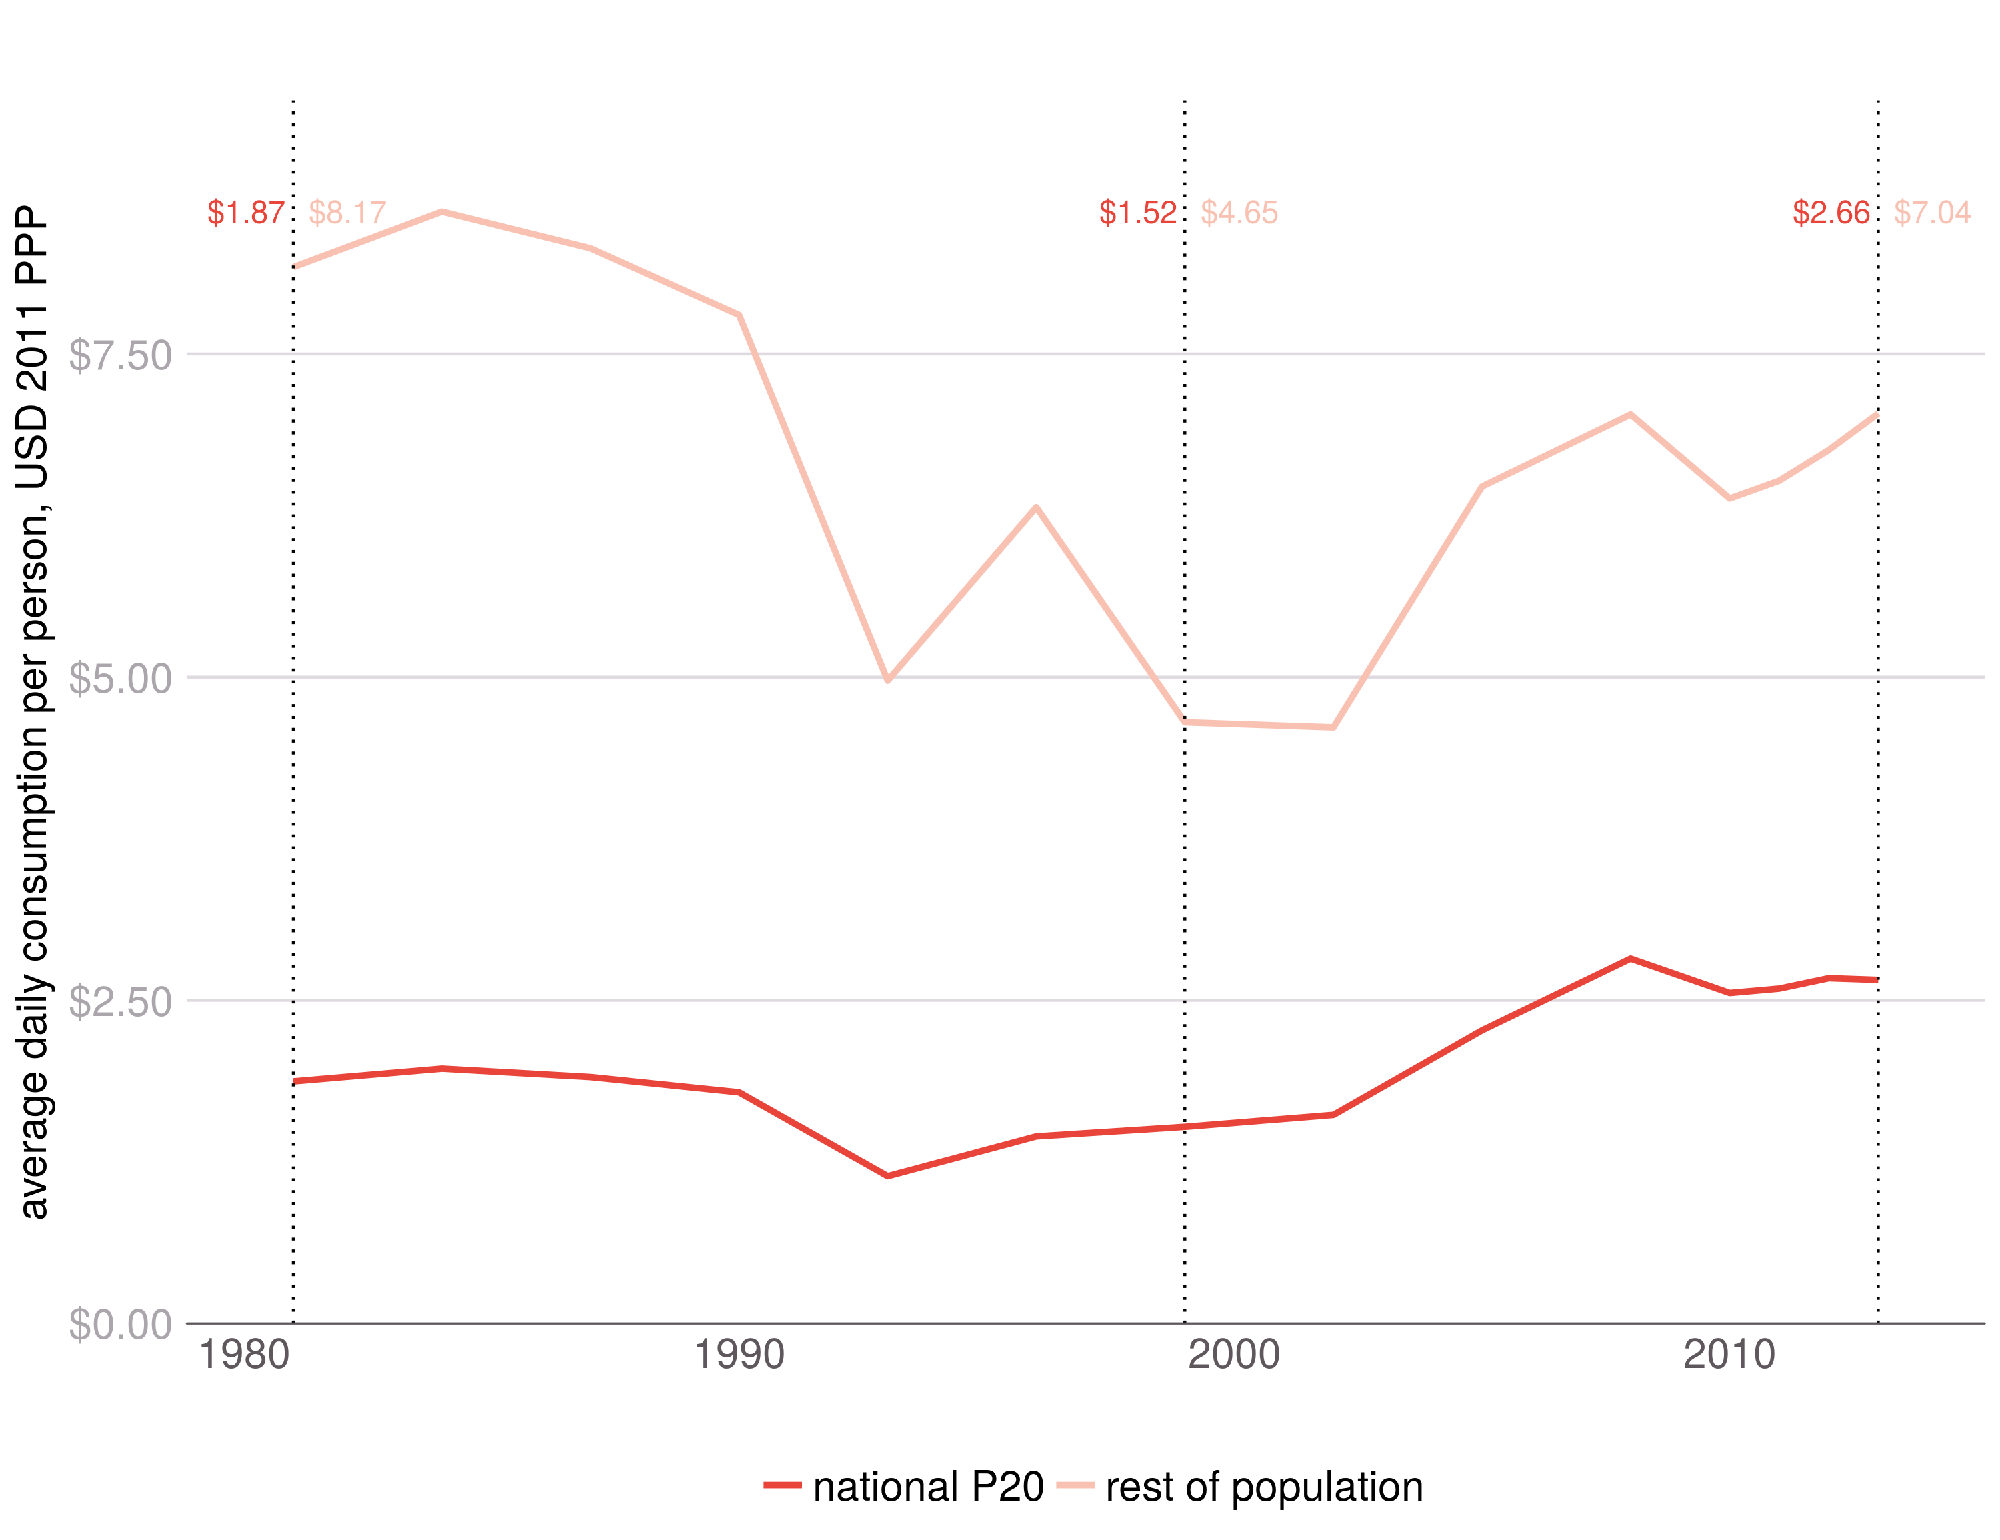 $1.87 $8.17 $1.52 $4.65 $2.66 $7.04
average daily consumption per person, USD 2011 PPP
$7.50
$5.00
$2.50
$0.00
1980 1990 2000 2010
national P20 rest of population